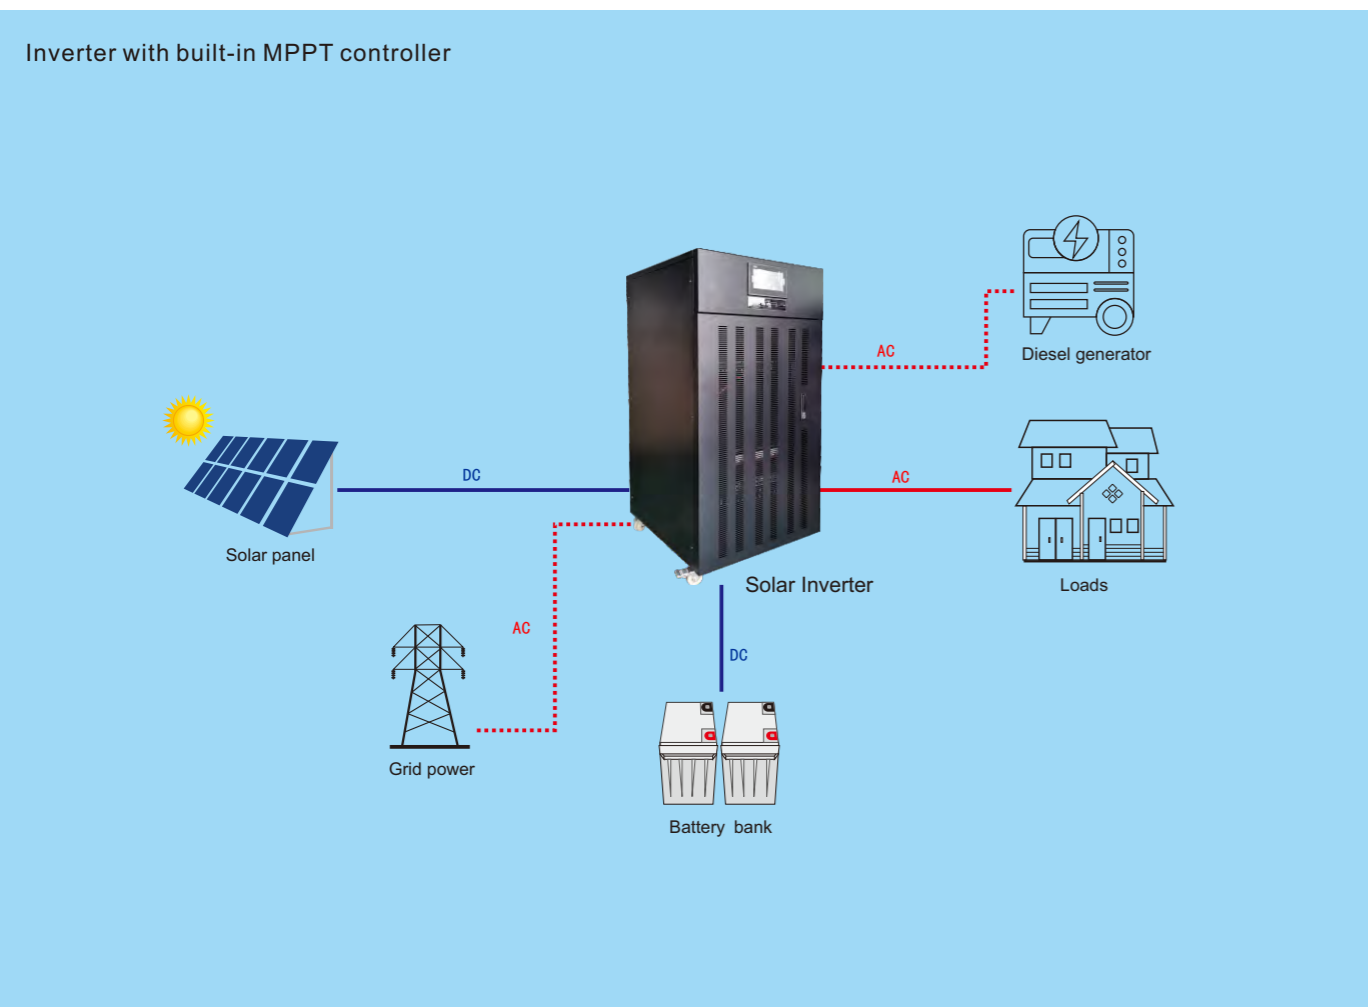 Inverter with built-in MPPT controller
Diesel generator
AC
DC
AC
Solar panel
Solar Inverter
Loads
AC
DC
Grid power
Battery bank